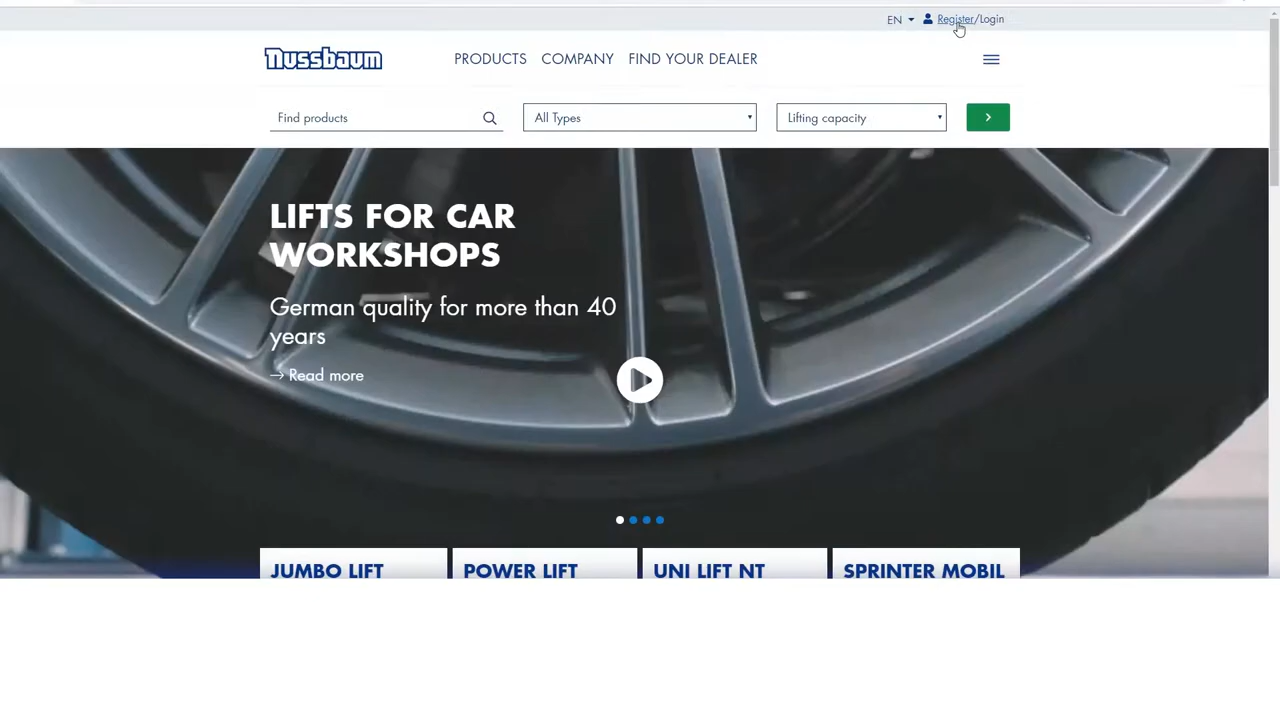 EN Register/Login
Nussbaum PRODUCTS COMPANY FIND YOUR DEALER
Find products All Types Lifting capacity
LIFTS FOR CAR
WORKSHOPS
German quality for more than 40
years
→ Read more
JUMBO LIFT POWER LIFT UNI LIFT NT SPRINTER MOBIL